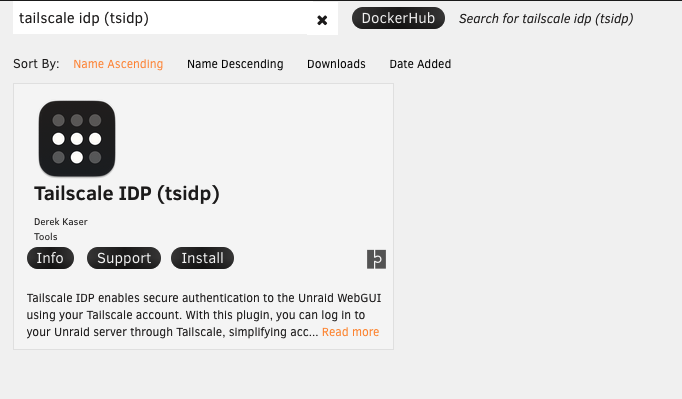 tailscale idp (tsidp) ✖ DockerHub Search for tailscale idp (tsidp)
Sort By: Name Ascending Name Descending Downloads Date Added
Tailscale IDP (tsidp)
Derek Kaser
Tools
Info Support Install
Tailscale IDP enables secure authentication to the Unraid WebGUI
using your Tailscale account. With this plugin, you can log in to
your Unraid server through Tailscale, simplifying acc... Read more